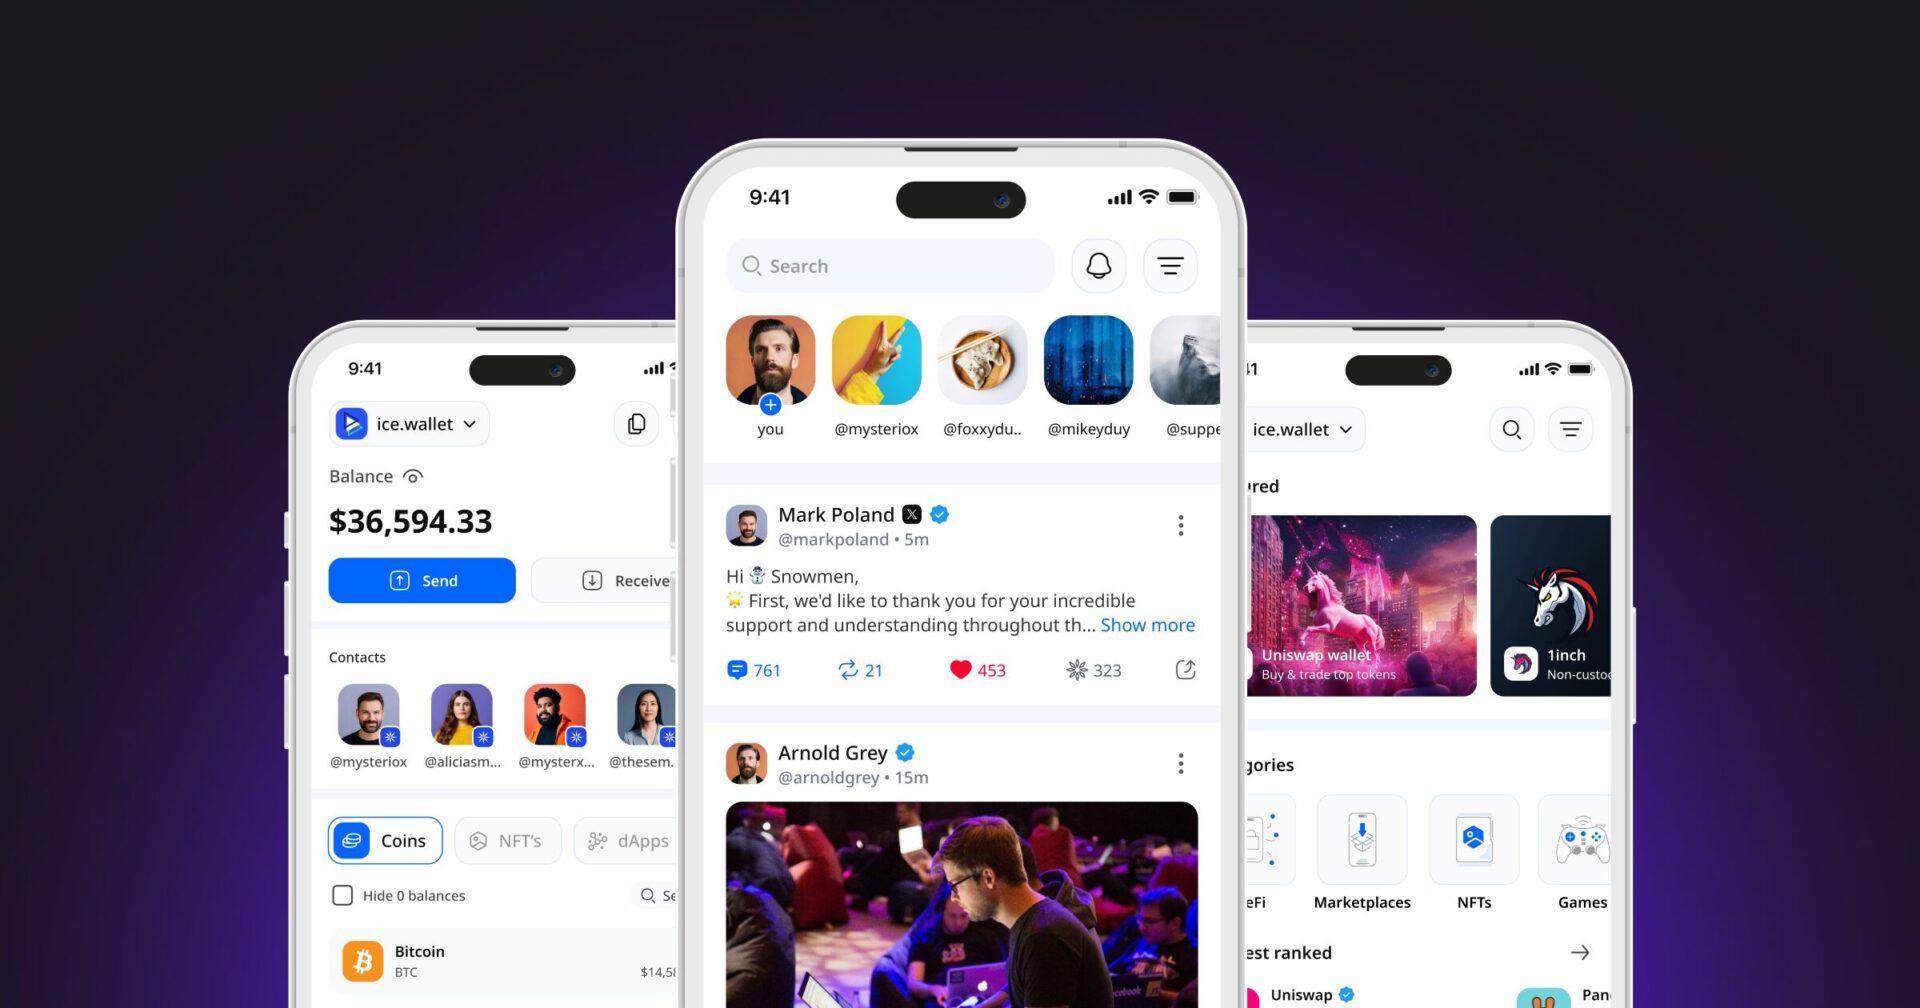 9:41
ice.wallet
Balance
$36,594.33
Send
Receive
Contacts
@mysteriox
@aliciasm...
@mysterx...
@thesem.
Coins
NFT's
dApps
Hide 0 balances
Se
Bitcoin
BTC
$14,58
9:41
Search
you
@mysteriox
@foxxydu..
@mikeyduy
@suppe
Mark Poland
@markpoland • 5m
Hi ☃️ Snowmen,
🌟 First, we'd like to thank you for your incredible
support and understanding throughout th... Show more
761
21
453
323
Arnold Grey
@arnoldgrey • 15m
41
ice.wallet
ured
Uniswap wallet
Buy & trade top tokens
1inch
Non-custod
gories
eFi
Marketplaces
NFTs
Games
est ranked
Uniswap
Pan